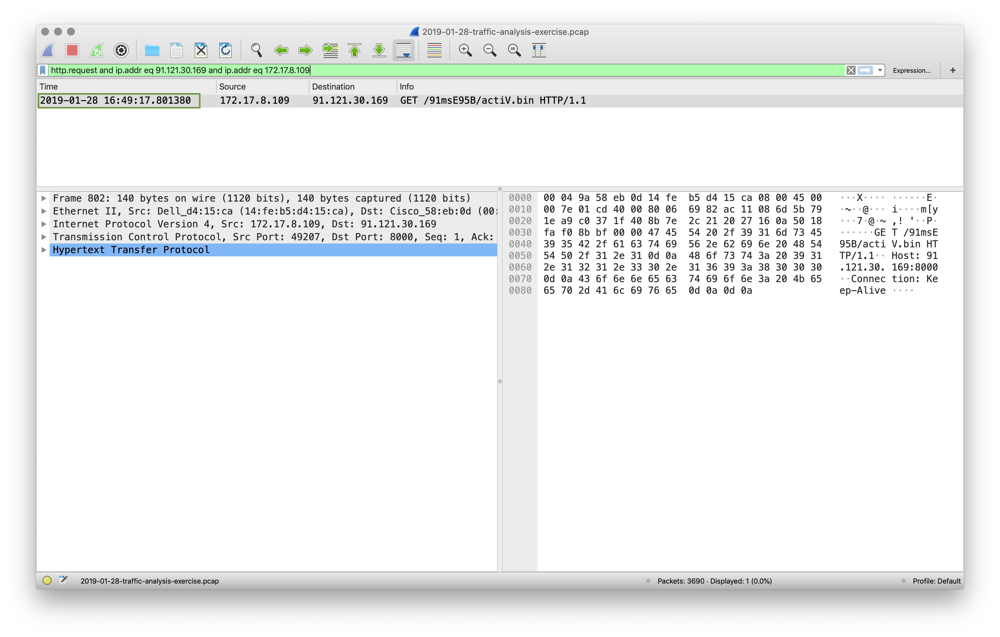 2019-01-28-traffic-analysis-exercise.pcap
http.request and ip.addr eq 91.121.30.169 and ip.addr eq 172.17.8.109 Expression... +
Time Source Destination Info
2019-01-28 16:49:17.801380 172.17.8.109 91.121.30.169 GET /91msE95B/actiV.bin HTTP/1.1
Frame 802: 140 bytes on wire (1120 bits), 140 bytes captured (1120 bits)
Ethernet II, Src: Dell_d4:15:ca (14:fe:b5:d4:15:ca), Dst: Cisco_58:eb:0d (00:
Internet Protocol Version 4, Src: 172.17.8.109, Dst: 91.121.30.169
Transmission Control Protocol, Src Port: 49207, Dst Port: 8000, Seq: 1, Ack:
Hypertext Transfer Protocol
0000 00 04 9a 58 eb 0d 14 fe b5 d4 15 ca 08 00 45 00 ···X···· ······E·
0010 00 7e 01 cd 40 00 80 06 69 82 ac 11 08 6d 5b 79 ·~··@··· i····m[y
0020 1e a9 c0 37 1f 40 8b 7e 2c 21 20 27 16 0a 50 18 ···7·@·~ ,! '··P·
0030 fa f0 8b bf 00 00 47 45 54 20 2f 39 31 6d 73 45 ······GE T /91msE
0040 39 35 42 2f 61 63 74 69 56 2e 62 69 6e 20 48 54 95B/acti V.bin HT
0050 54 50 2f 31 2e 31 0d 0a 48 6f 73 74 3a 20 39 31 TP/1.1·· Host: 91
0060 2e 31 32 31 2e 33 30 2e 31 36 39 3a 38 30 30 30 .121.30. 169:8000
0070 0d 0a 43 6f 6e 6e 65 63 74 69 6f 6e 3a 20 4b 65 ··Connec tion: Ke
0080 65 70 2d 41 6c 69 76 65 0d 0a 0d 0a ep-Alive ····
2019-01-28-traffic-analysis-exercise.pcap Packets: 3690 · Displayed: 1 (0.0%) Profile: Default